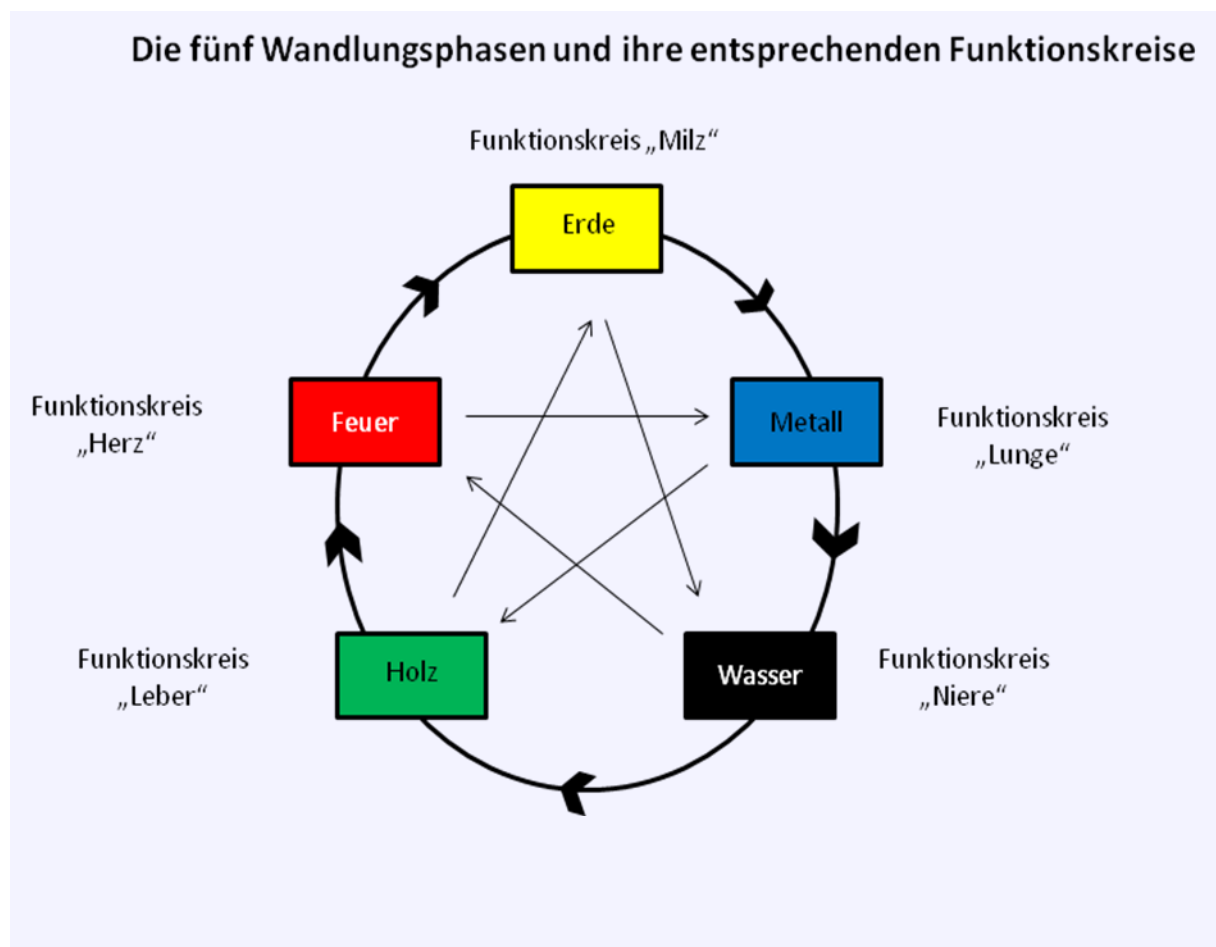 Die fünf Wandlungsphasen und ihre entsprechenden Funktionskreise
Funktionskreis „Milz“
Erde
Funktionskreis
„Herz“
Feuer
Metall
Funktionskreis
„Lunge“
Funktionskreis
„Leber“
Holz
Wasser
Funktionskreis
„Niere“